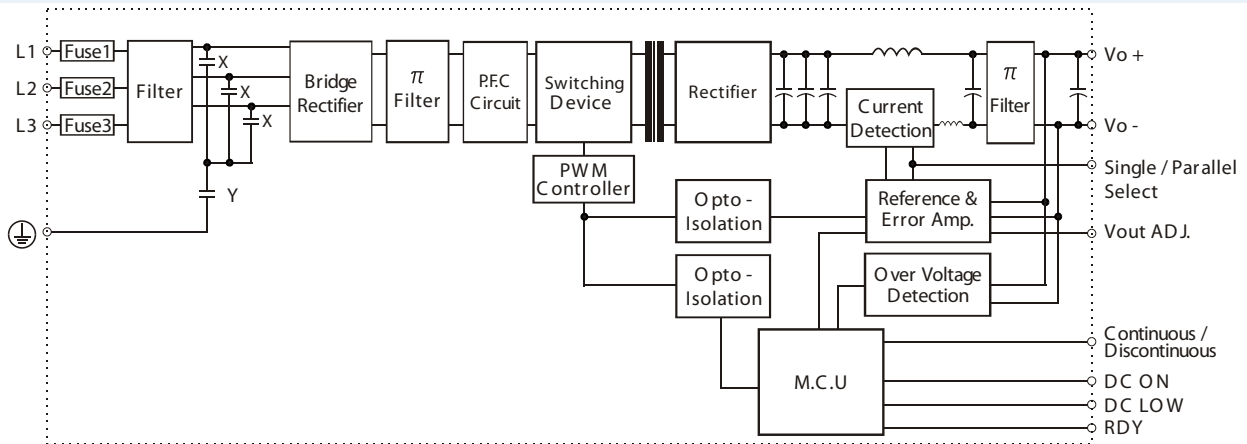 L1
Fuse1
L2
Fuse2
L3
Fuse3
Filter
X
X
X
Y
Bridge
Rectifier
π
Filter
P.F.C
Circuit
Switching
Device
PWM
Controller
Rectifier
Current
Detection
π
Filter
Vo +
Vo -
Single / Parallel
Select
Opto -
Isolation
Reference &
Error Amp.
Vout ADJ.
Opto -
Isolation
Over Voltage
Detection
M.C.U
Continuous /
Discontinuous
DC ON
DC LOW
RDY